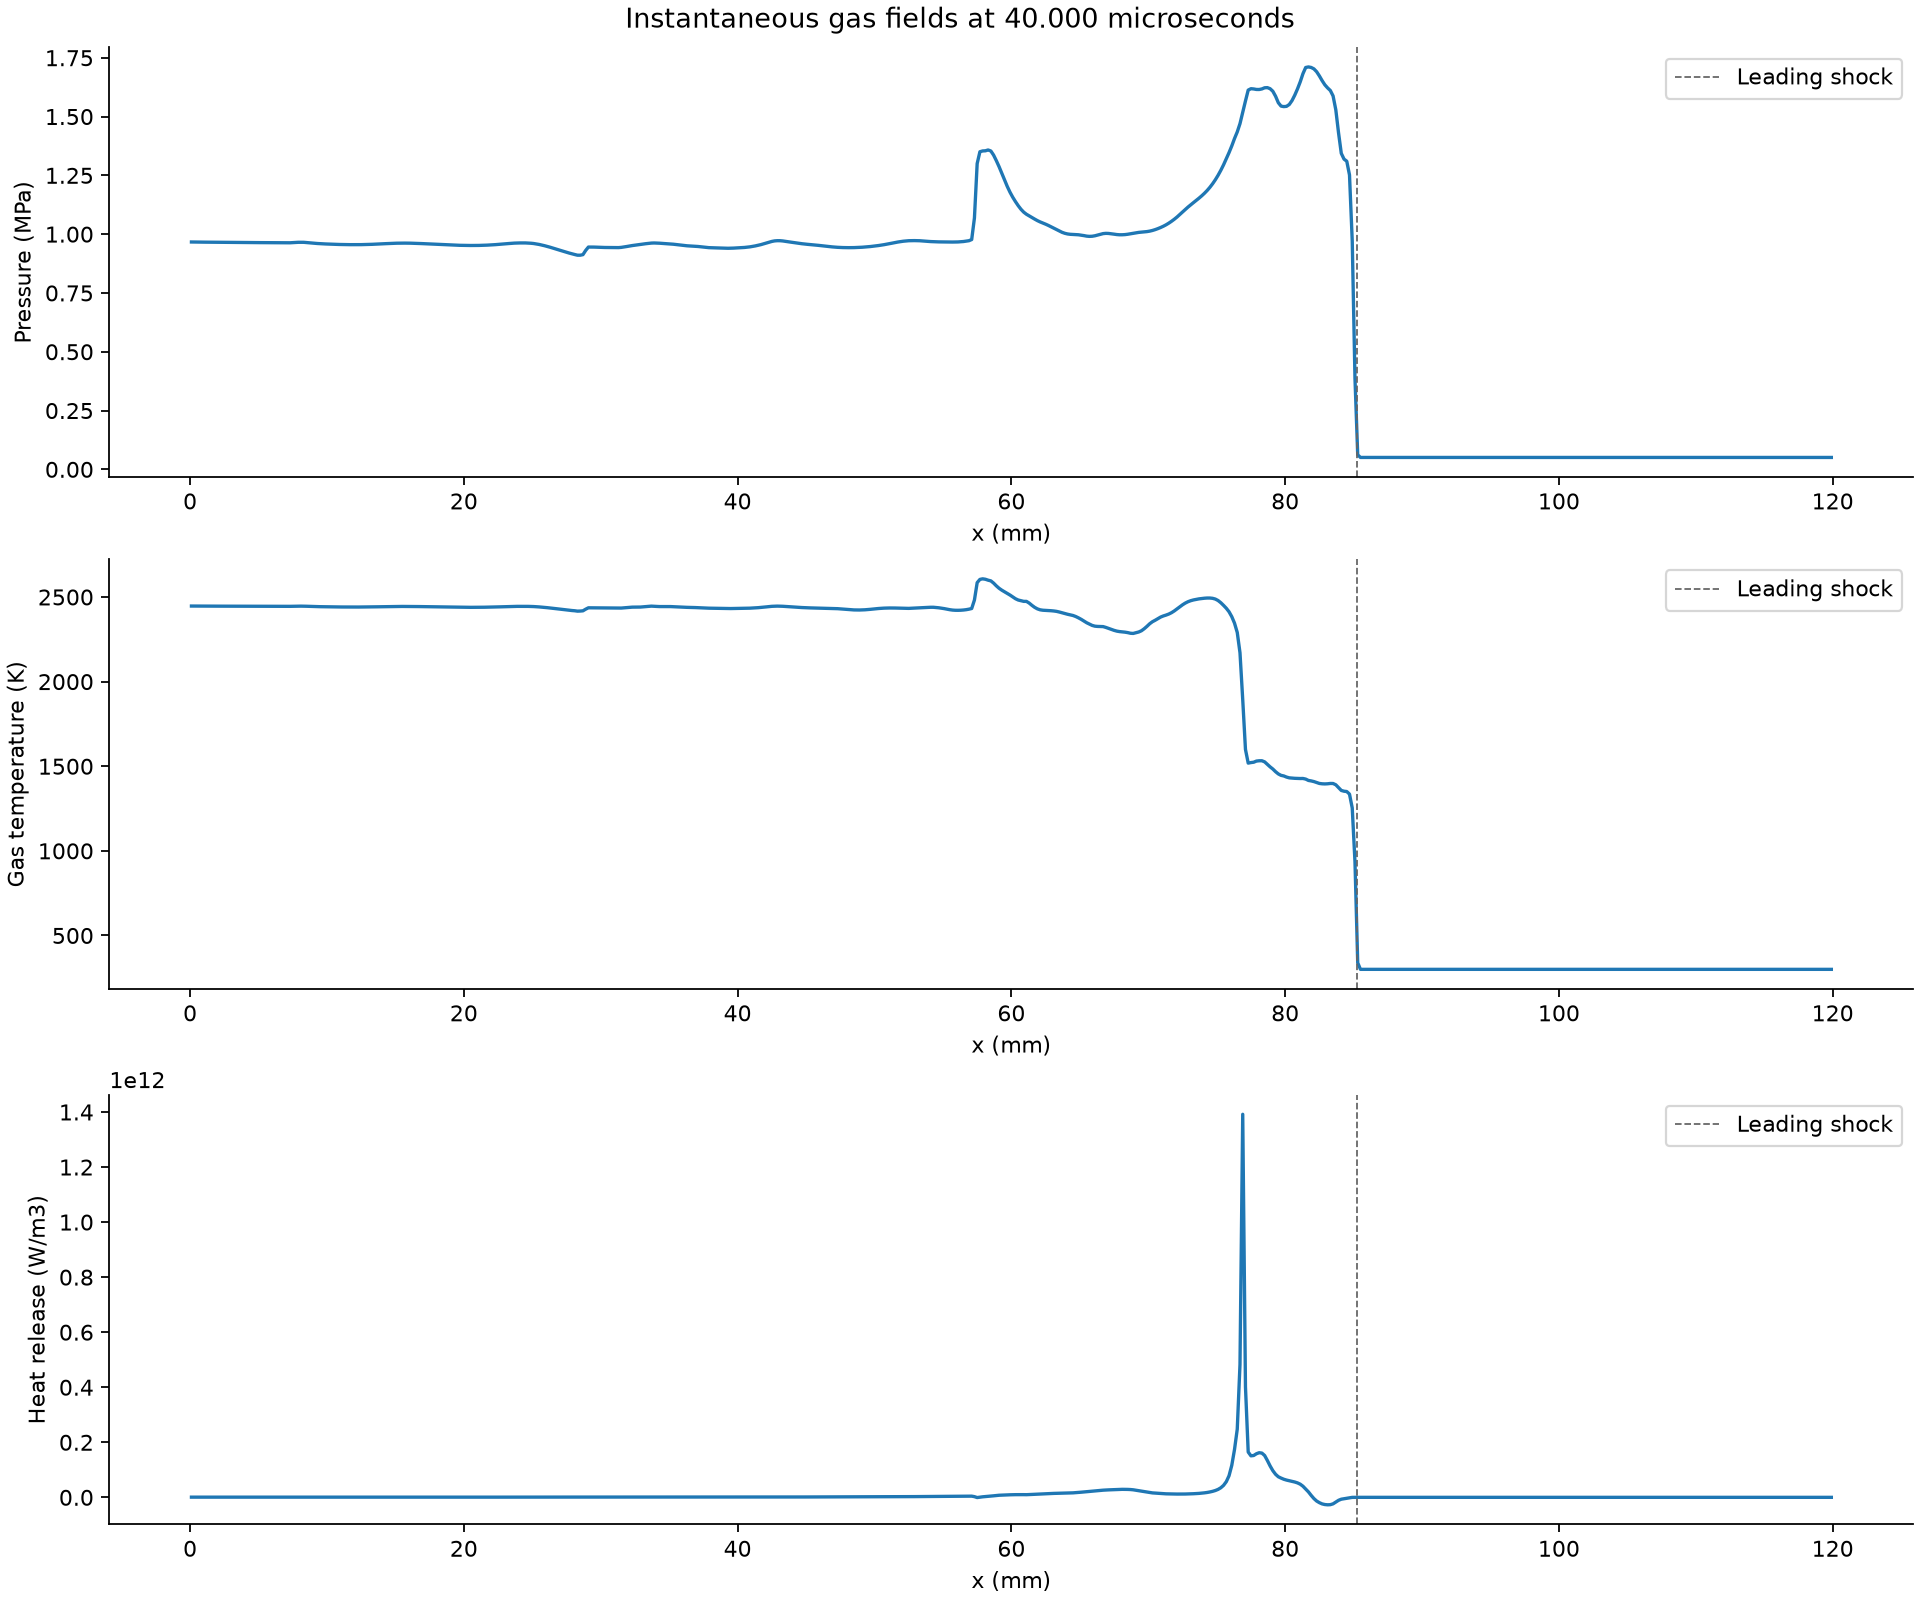 Instantaneous gas fields at 40.000 microseconds
1.75
1.50
1.25
1.00
0.75
0.50
0.25
0.00
Pressure (MPa)
Leading shock
0 20 40 60 80 100 120
x (mm)
2500
2000
1500
1000
500
Gas temperature (K)
Leading shock
0 20 40 60 80 100 120
x (mm)
1e12
1.4
1.2
1.0
0.8
0.6
0.4
0.2
0.0
Heat release (W/m3)
Leading shock
0 20 40 60 80 100 120
x (mm)